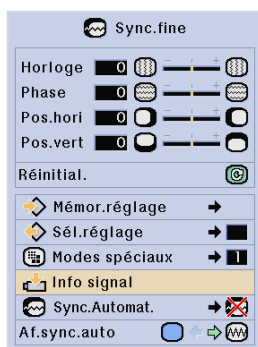 Sync.fine
Horloge 0
Phase 0
Pos.hori 0
Pos.vert 0
Réinitial.
Mémor.réglage
Sél.réglage
Modes spéciaux 1
Info signal
Sync.Automat.
Af.sync.auto